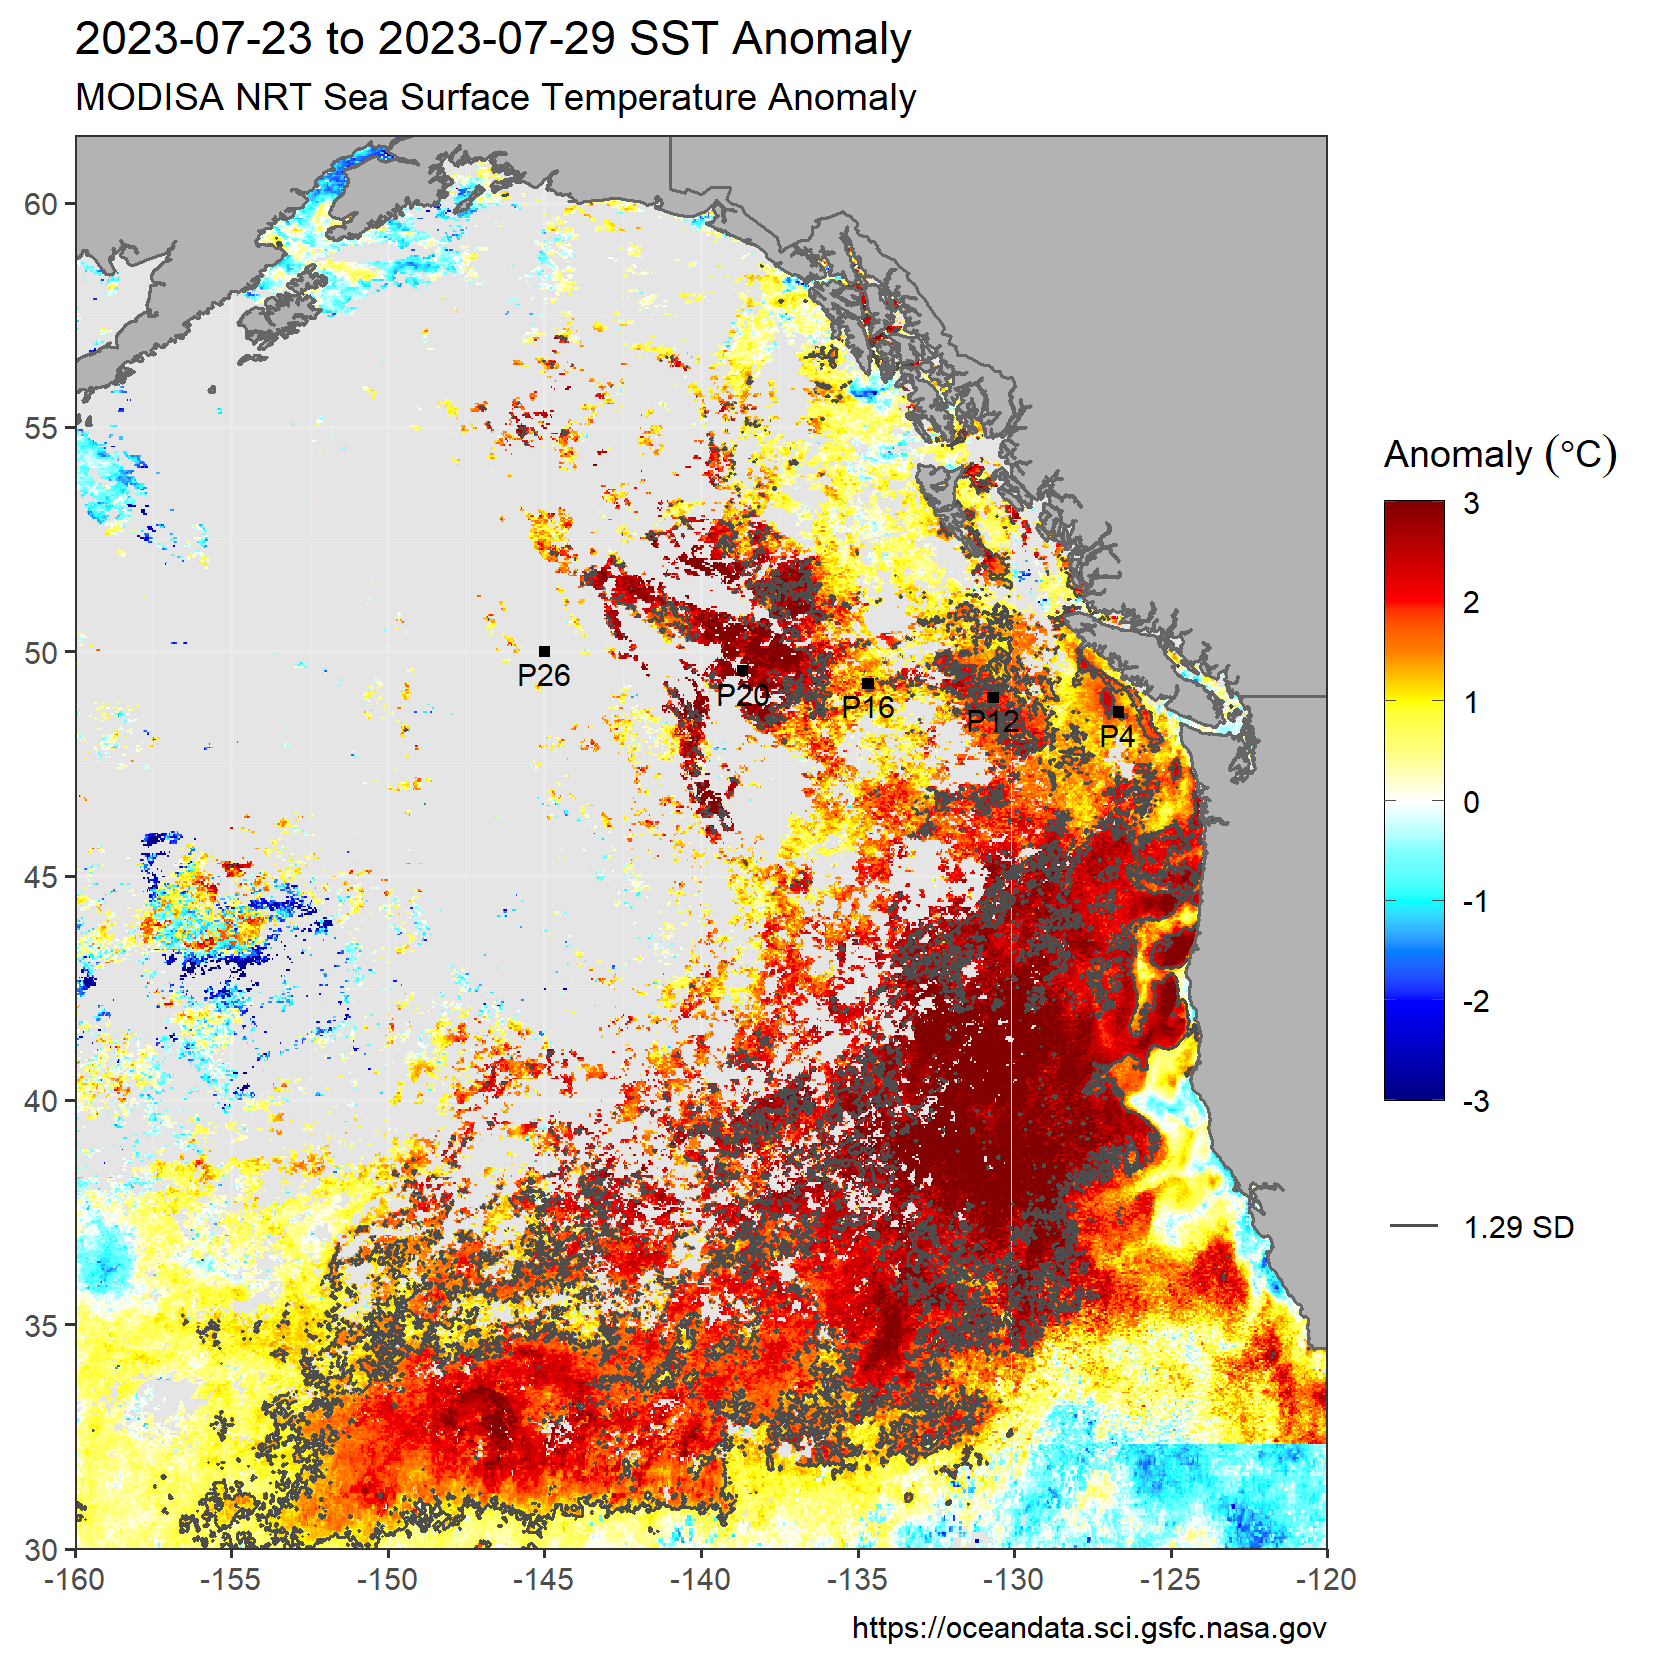 2023-07-23 to 2023-07-29 SST Anomaly
MODISA NRT Sea Surface Temperature Anomaly
60
55
50
45
40
35
30
-160
-155
-150
-145
-140
-135
-130
-125
-120
P26
P20
P16
P12
P4
Anomaly (°C)
3
2
1
0
-1
-2
-3
1.29 SD
https://oceandata.sci.gsfc.nasa.gov